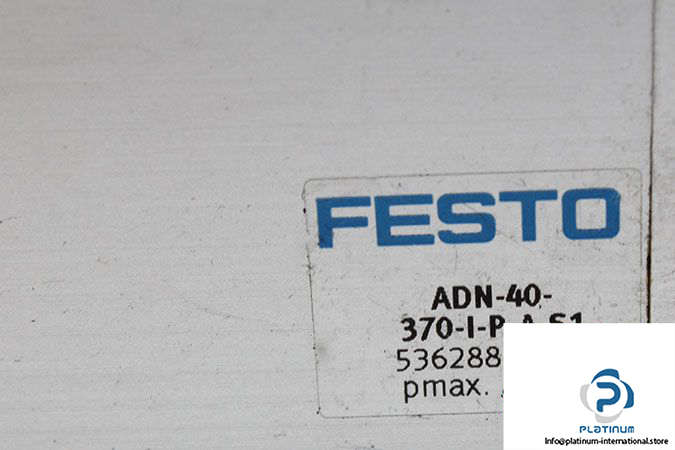 FESTO
ADN-40-
370-I-P-A-S1
536288
pmax.
PLATINUM
Info@platinum-international.store